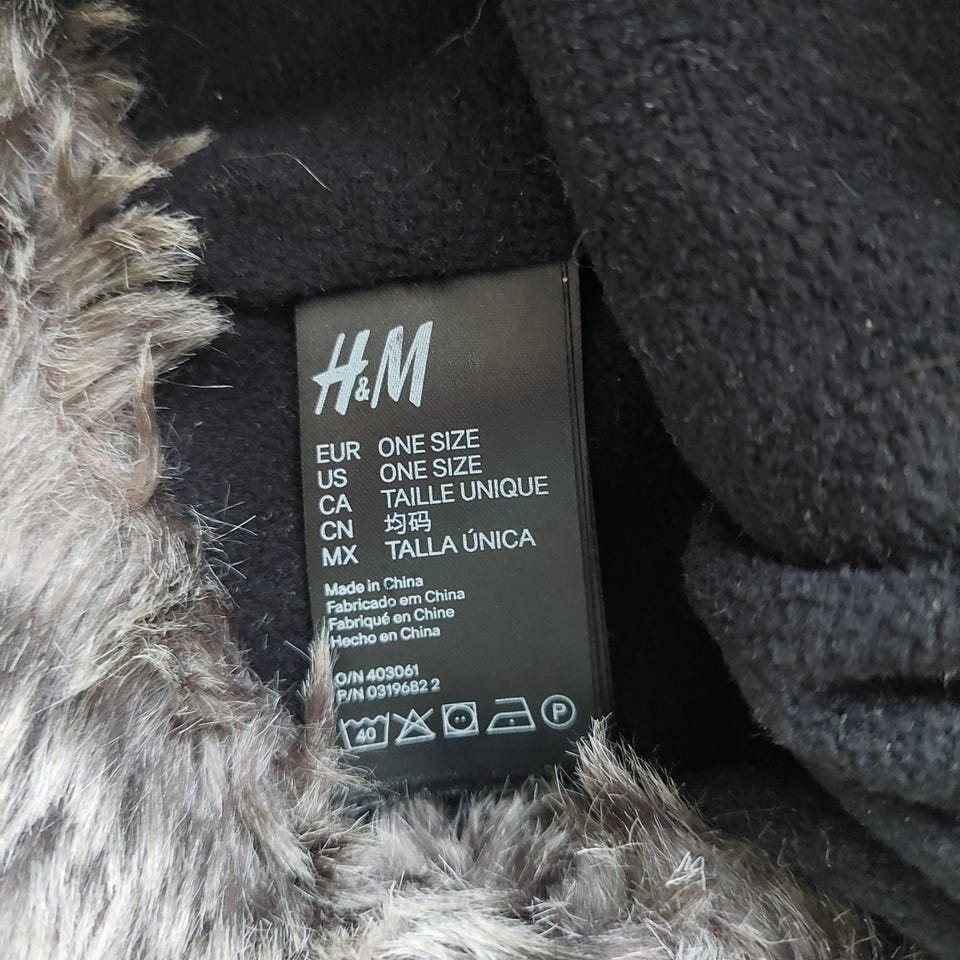 H&M
EUR ONE SIZE
US ONE SIZE
CA TAILLE UNIQUE
CN 均码
MX TALLA ÚNICA
Made in China
Fabricado em China
Fabriqué en Chine
Hecho en China
O/N 403061
P/N 0319682 2
40 P